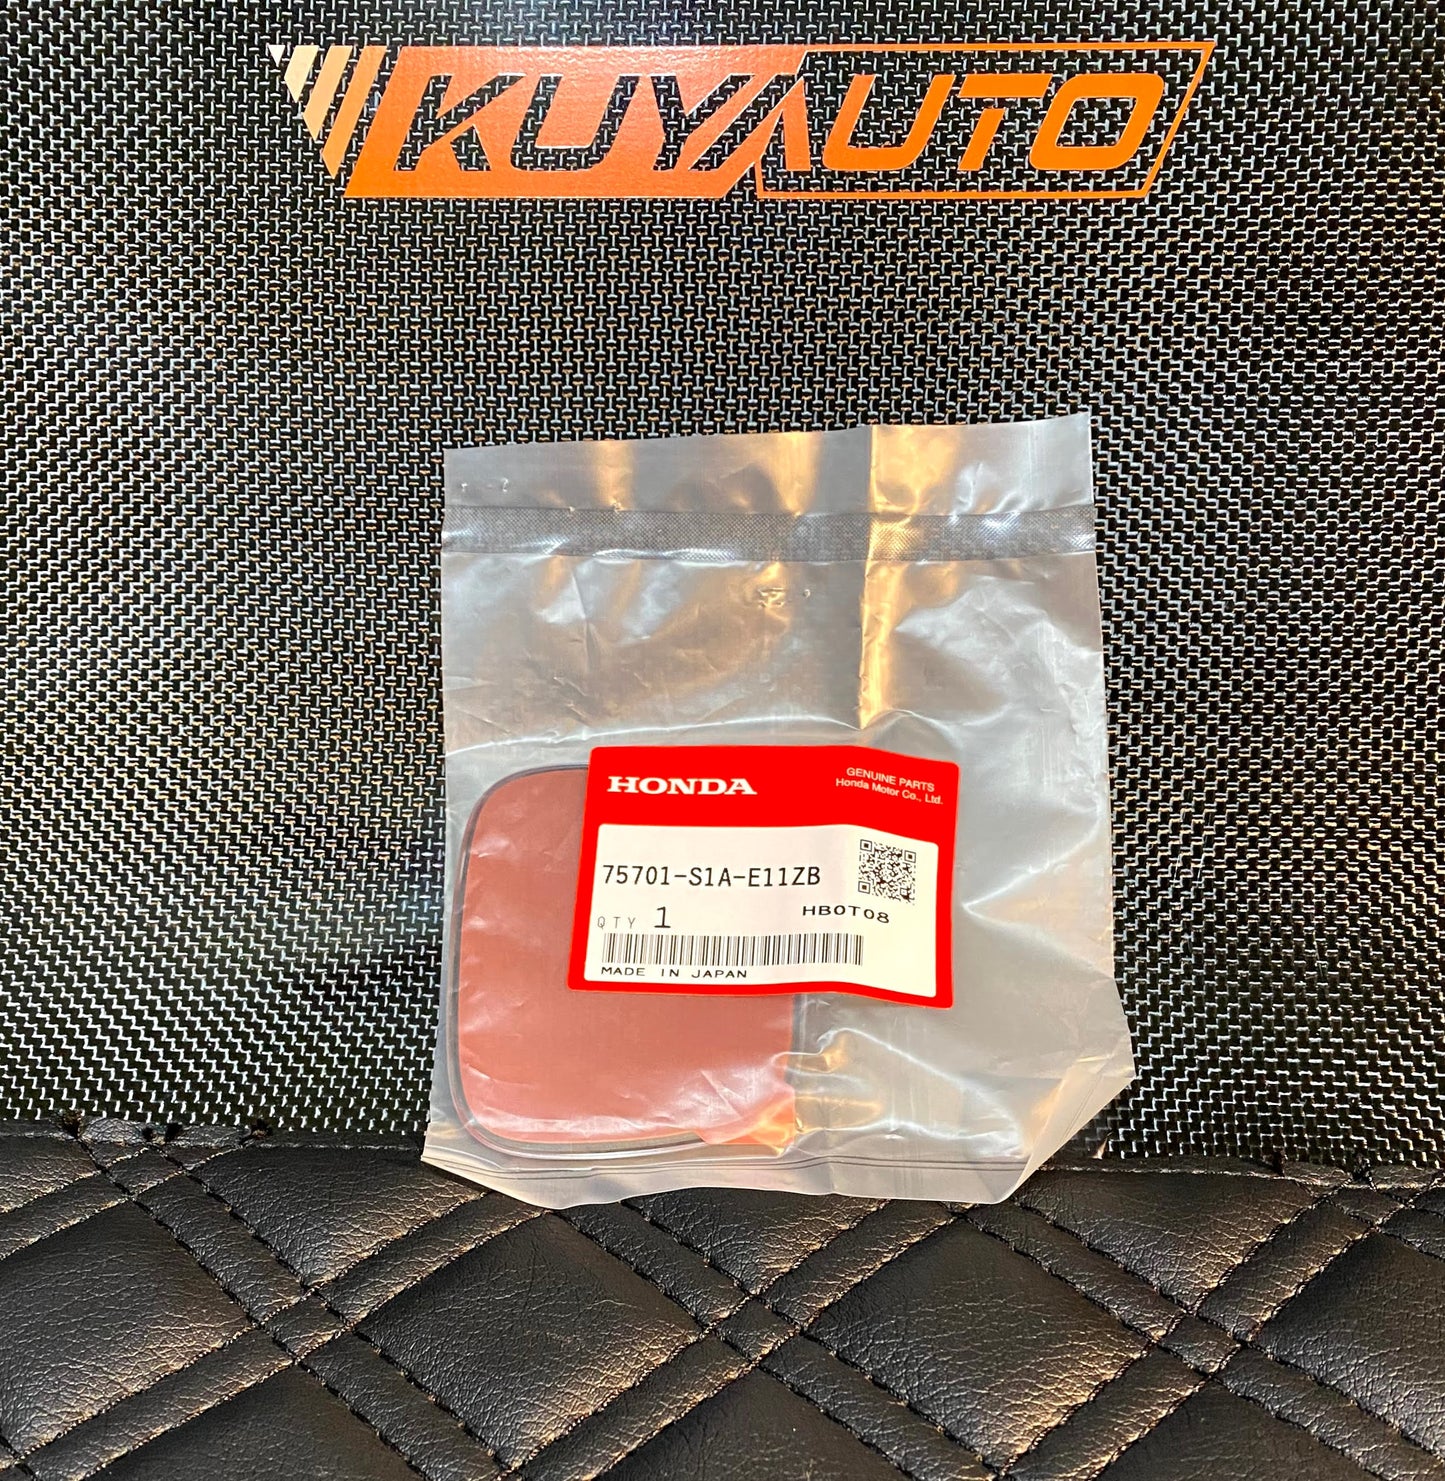 KUYAUTO
HONDA
GENUINE PARTS
Honda Motor Co., Ltd.
75701-S1A-E11ZB
QTY 1
HB0T08
MADE IN JAPAN